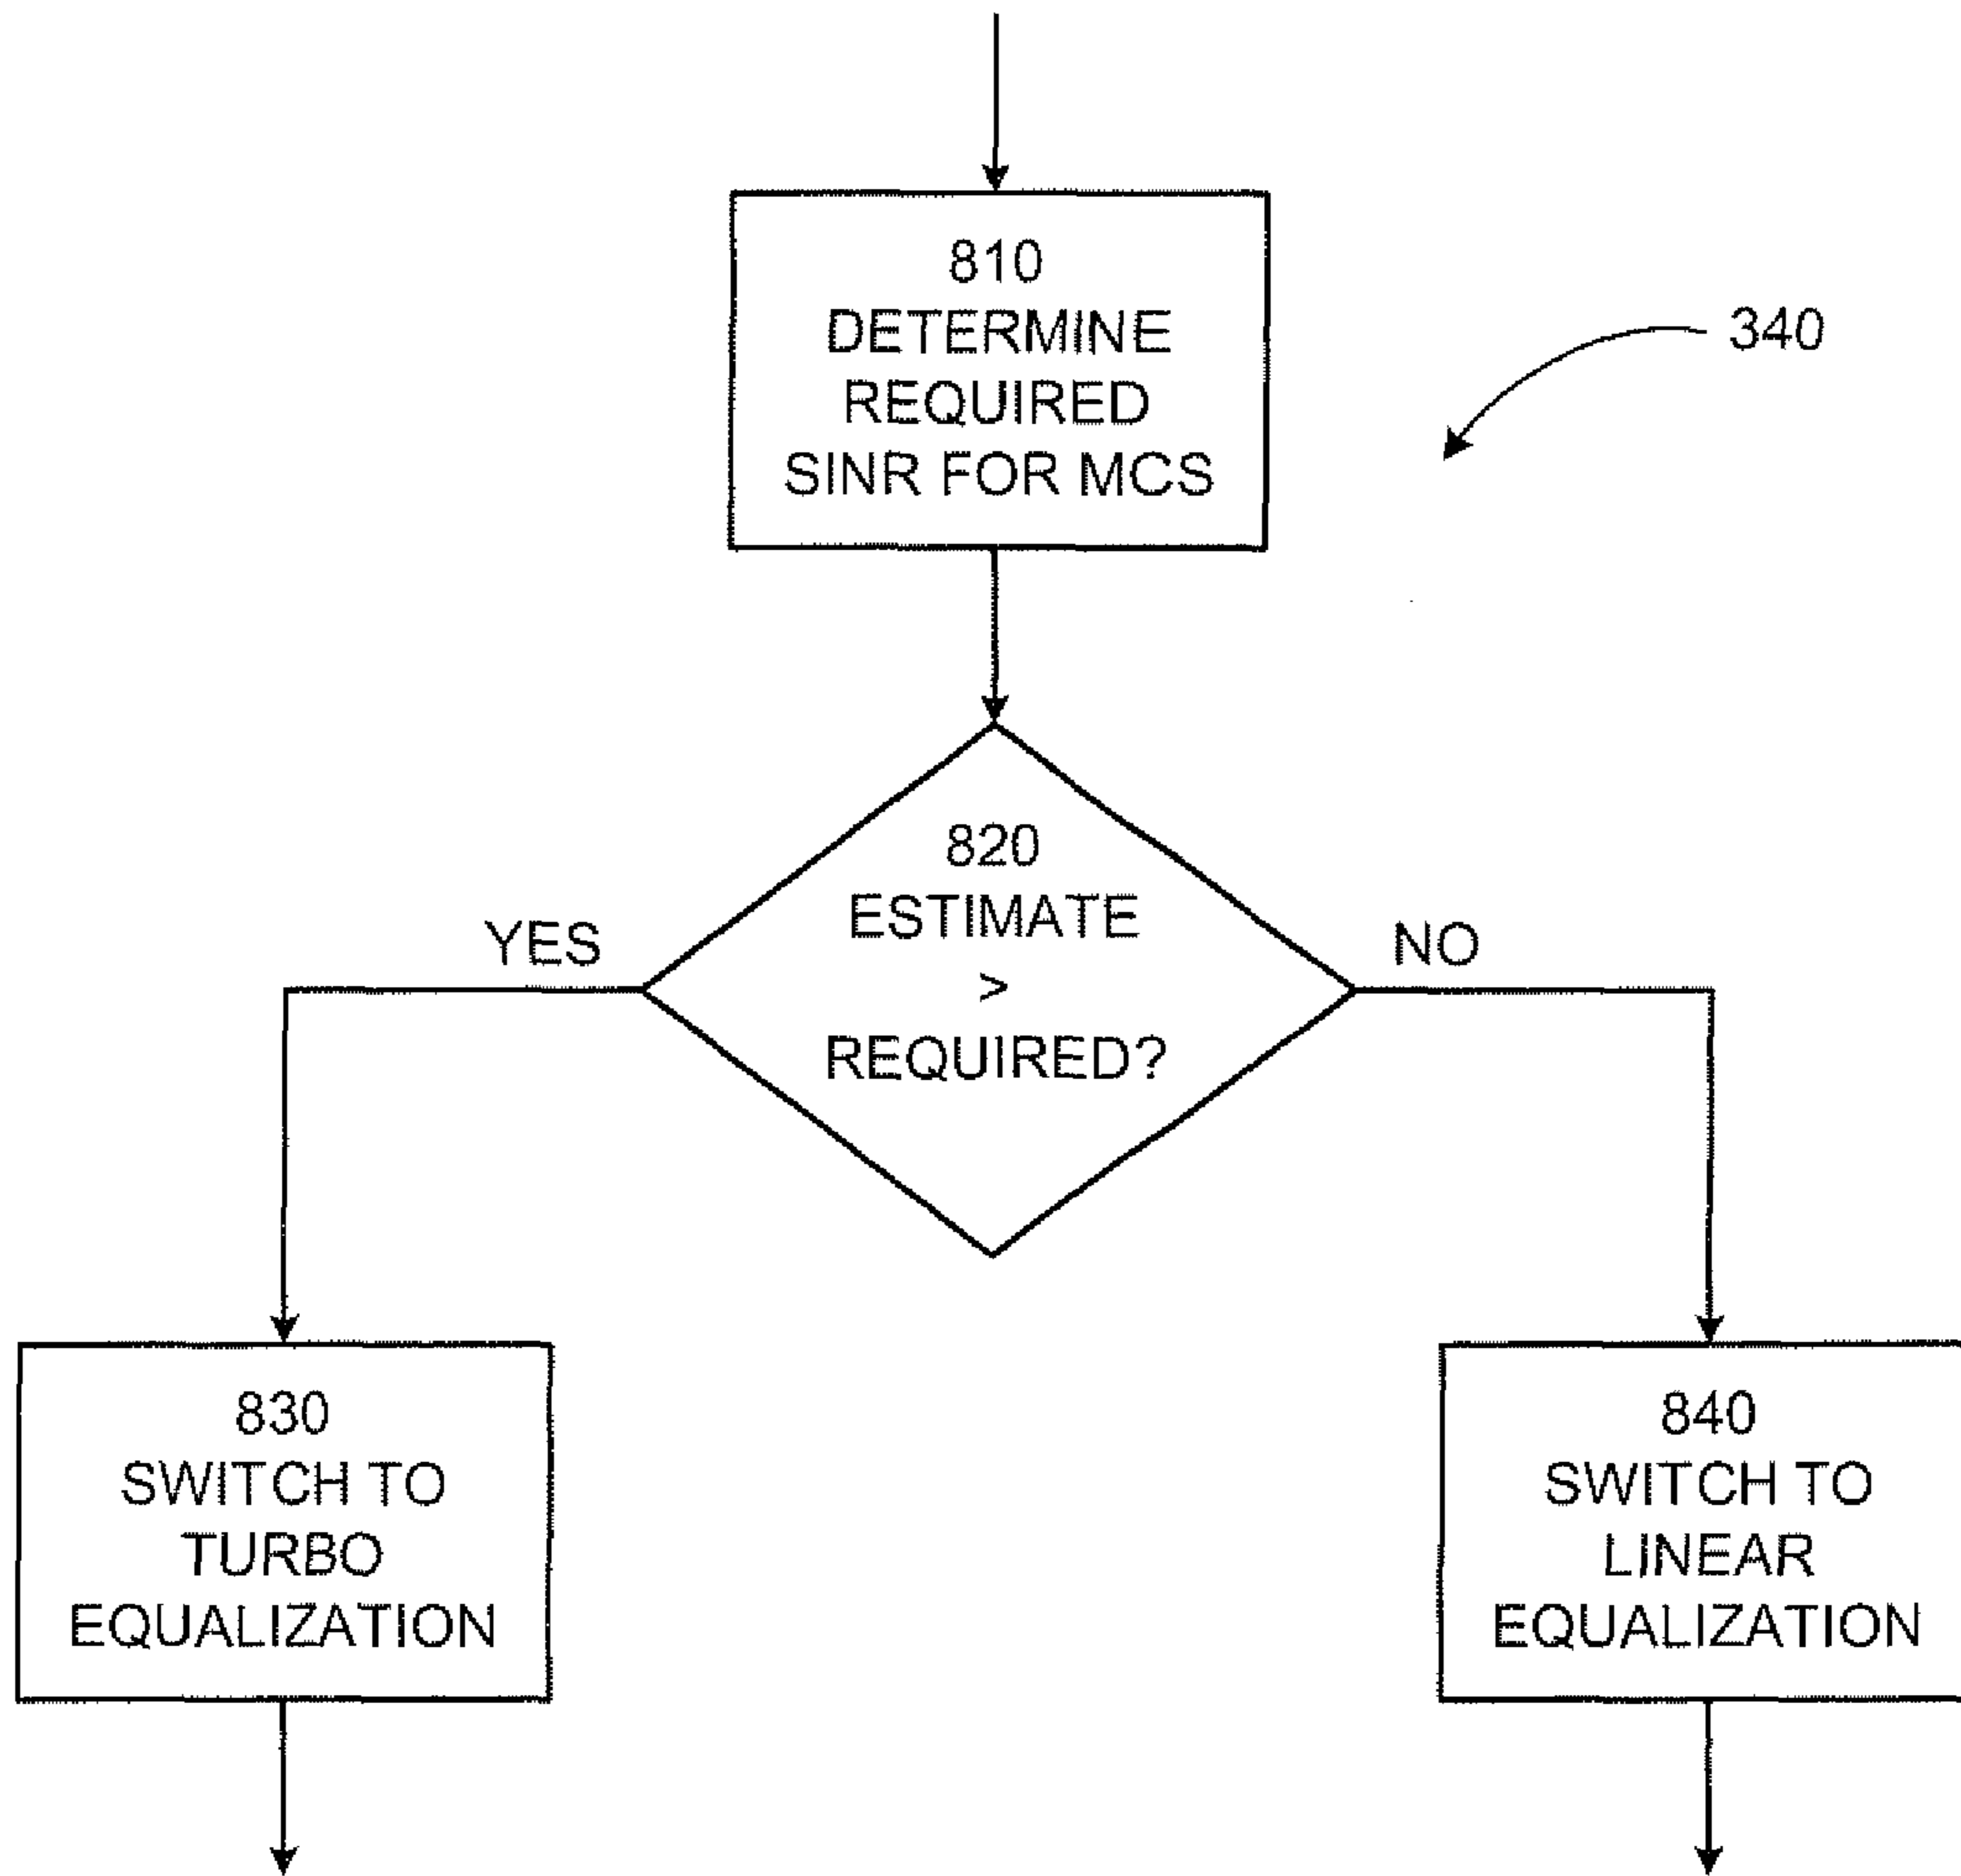 810
DETERMINE
REQUIRED
SINR FOR MCS
340
820
ESTIMATE
>
REQUIRED?
YES
NO
830
SWITCH TO
TURBO
EQUALIZATION
840
SWITCH TO
LINEAR
EQUALIZATION